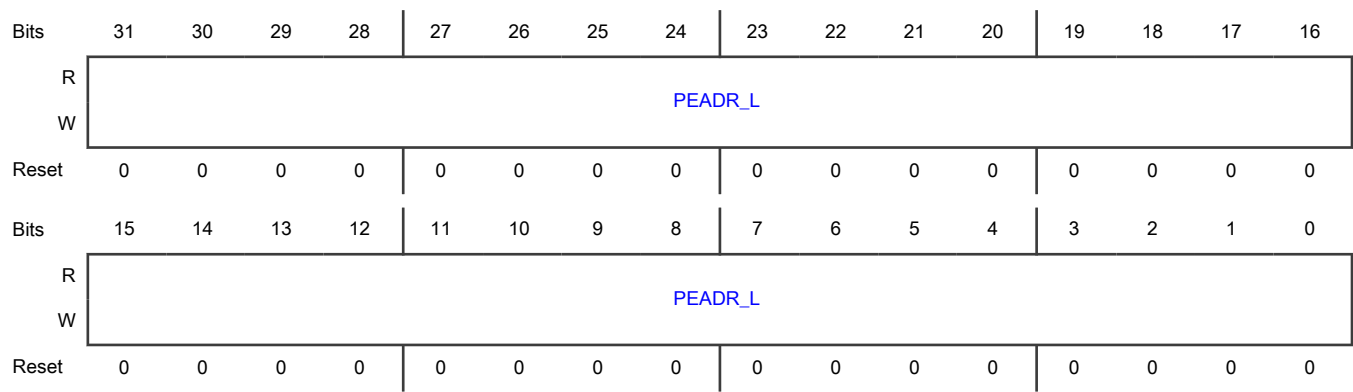 Bits 31 30 29 28 27 26 25 24 23 22 21 20 19 18 17 16
R
PEADR_L
W
Reset 0 0 0 0 0 0 0 0 0 0 0 0 0 0 0 0
Bits 15 14 13 12 11 10 9 8 7 6 5 4 3 2 1 0
R
PEADR_L
W
Reset 0 0 0 0 0 0 0 0 0 0 0 0 0 0 0 0